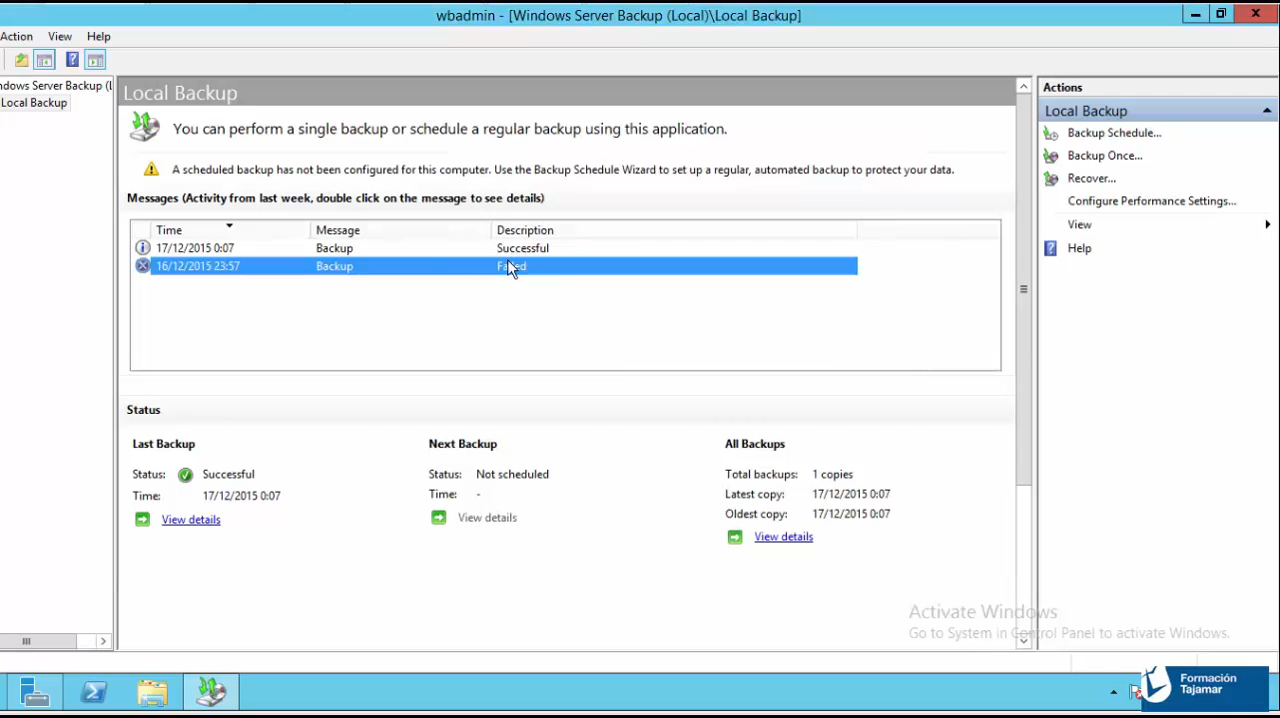 wbadmin - [Windows Server Backup (Local)\Local Backup]
Action View Help
ndows Server Backup (L
Local Backup
Local Backup
You can perform a single backup or schedule a regular backup using this application.
A scheduled backup has not been configured for this computer. Use the Backup Schedule Wizard to set up a regular, automated backup to protect your data.
Messages (Activity from last week, double click on the message to see details)
Time Message Description
17/12/2015 0:07 Backup Successful
16/12/2015 23:57 Backup Failed
Status
Last Backup
Status: Successful
Time: 17/12/2015 0:07
View details
Next Backup
Status: Not scheduled
Time: -
View details
All Backups
Total backups: 1 copies
Latest copy: 17/12/2015 0:07
Oldest copy: 17/12/2015 0:07
View details
Actions
Local Backup
Backup Schedule...
Backup Once...
Recover...
Configure Performance Settings...
View
Help
Activate Windows
Go to System in Control Panel to activate Windows.
Formación
Tajamar